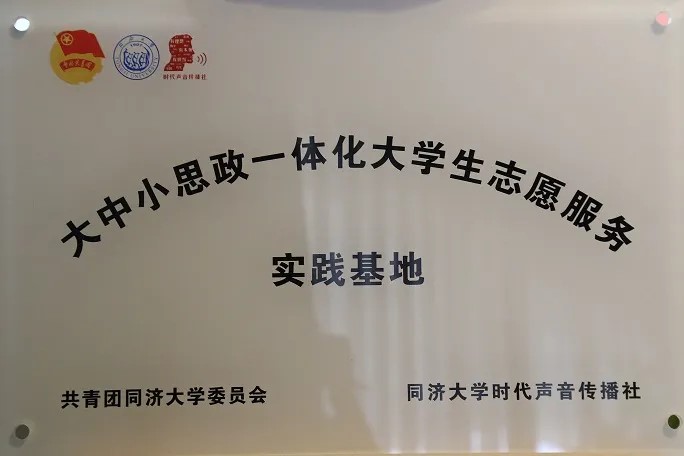 时代声音传播社
大中小思政一体化大学生志愿服务
实践基地
共青团同济大学委员会
同济大学时代声音传播社